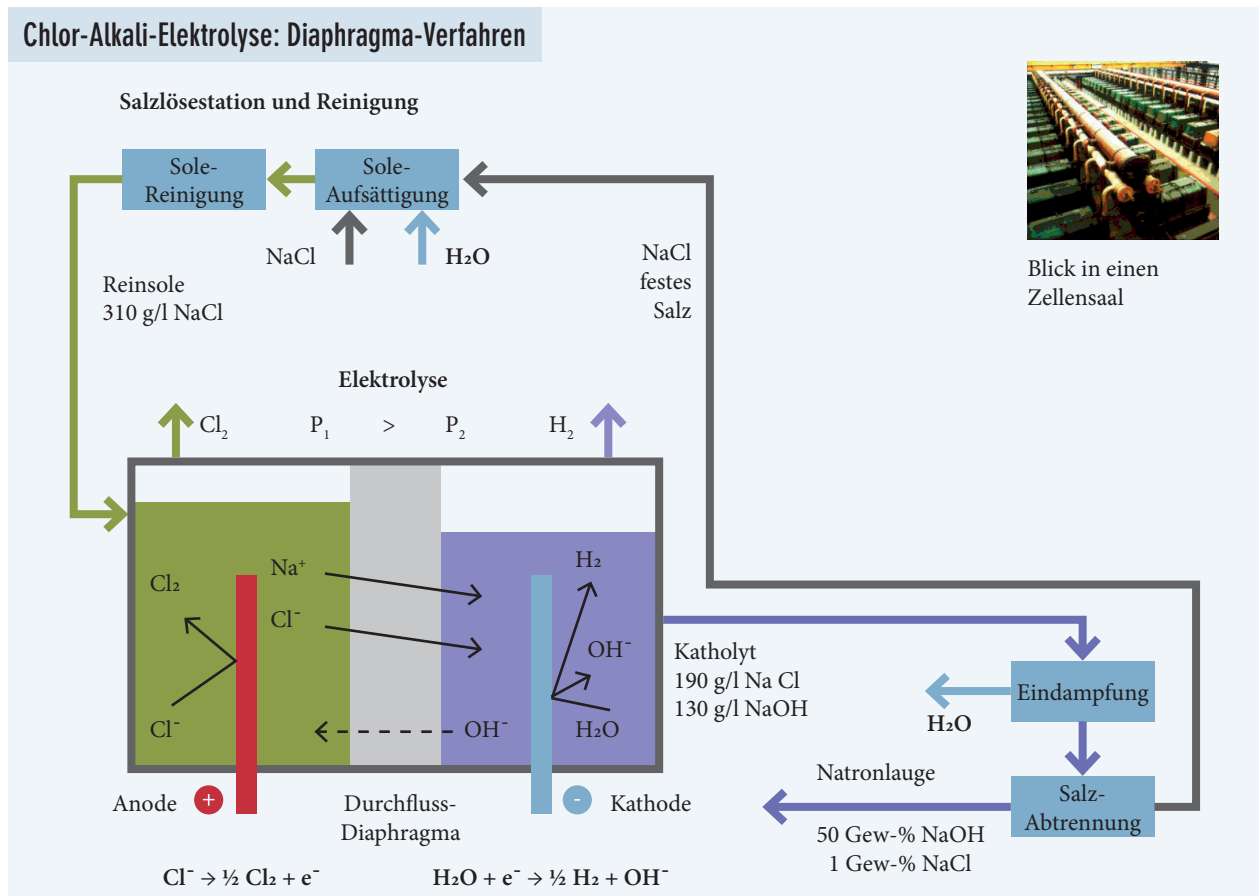 Chlor-Alkali-Elektrolyse: Diaphragma-Verfahren
Salzlösestation und Reinigung
Sole-
Reinigung
Sole-
Aufsättigung
NaCl
H₂O
Reinsole
310 g/l NaCl
NaCl
festes
Salz
Blick in einen
Zellensaal
Elektrolyse
Cl₂
P₁ > P₂
H₂
Cl₂
Na⁺
Cl⁻
Cl⁻
OH⁻
H₂
OH⁻
H₂O
Katholyt
190 g/l Na Cl
130 g/l NaOH
Eindampfung
H₂O
Salz-
Abtrennung
Natronlauge
50 Gew-% NaOH
1 Gew-% NaCl
Anode +
Durchfluss-
Diaphragma
- Kathode
Cl⁻ → ½ Cl₂ + e⁻
H₂O + e⁻ → ½ H₂ + OH⁻